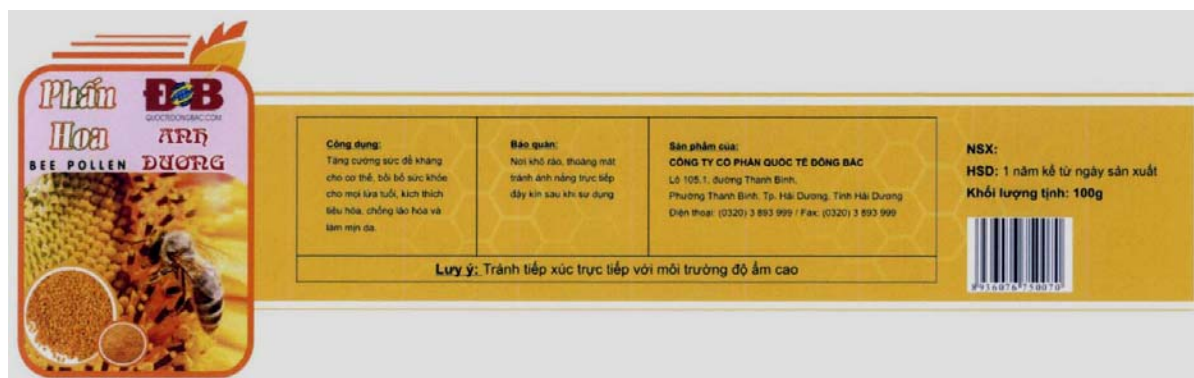 Phấn
Hoa
BEE POLLEN
ĐB
QUOCTEDONGBAC.COM
ANH
DƯƠNG
Công dụng:
Tăng cường sức đề kháng
cho cơ thể, bồi bổ sức khỏe
cho mọi lứa tuổi, kích thích
tiêu hóa, chống lão hóa và
làm mịn da.
Bảo quản:
Nơi khô ráo, thoáng mát
tránh ánh nắng trực tiếp
đậy kín sau khi sử dụng
Sản phẩm của:
CÔNG TY CỔ PHẦN QUỐC TẾ ĐÔNG BẮC
Lô 105.1, đường Thanh Bình,
Phường Thanh Bình, Tp. Hải Dương, Tỉnh Hải Dương
Điện thoại: (0320) 3 893 999 / Fax: (0320) 3 893 999
Lưy ý: Tránh tiếp xúc trực tiếp với môi trường độ ẩm cao
NSX:
HSD: 1 năm kể từ ngày sản xuất
Khối lượng tịnh: 100g
8936076750070